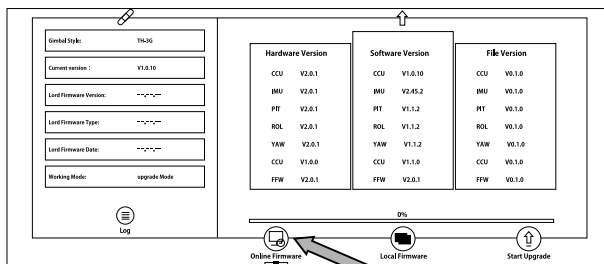 Gimbal Style: TH-3G
Current version： V1.0.10
Lord Firmware Version: --,--,--
Lord Firmware Type: --,--,--
Lord Firmware Date: --,--,--
Working Mode: upgrade Mode
Log
Hardware Version
CCU V2.0.1
IMU V2.0.1
PIT V2.0.1
ROL V2.0.1
YAW V2.0.1
CCU V1.0.0
FFW V2.0.1
Software Version
CCU V1.0.10
IMU V2.45.2
PIT V1.1.2
ROL V1.1.2
YAW V1.1.2
CCU V1.1.0
FFW V2.0.1
File Version
CCU V0.1.0
IMU V0.1.0
PIT V0.1.0
ROL V0.1.0
YAW V0.1.0
CCU V0.1.0
FFW V0.1.0
0%
Online Firmware
Local Firmware
Start Upgrade